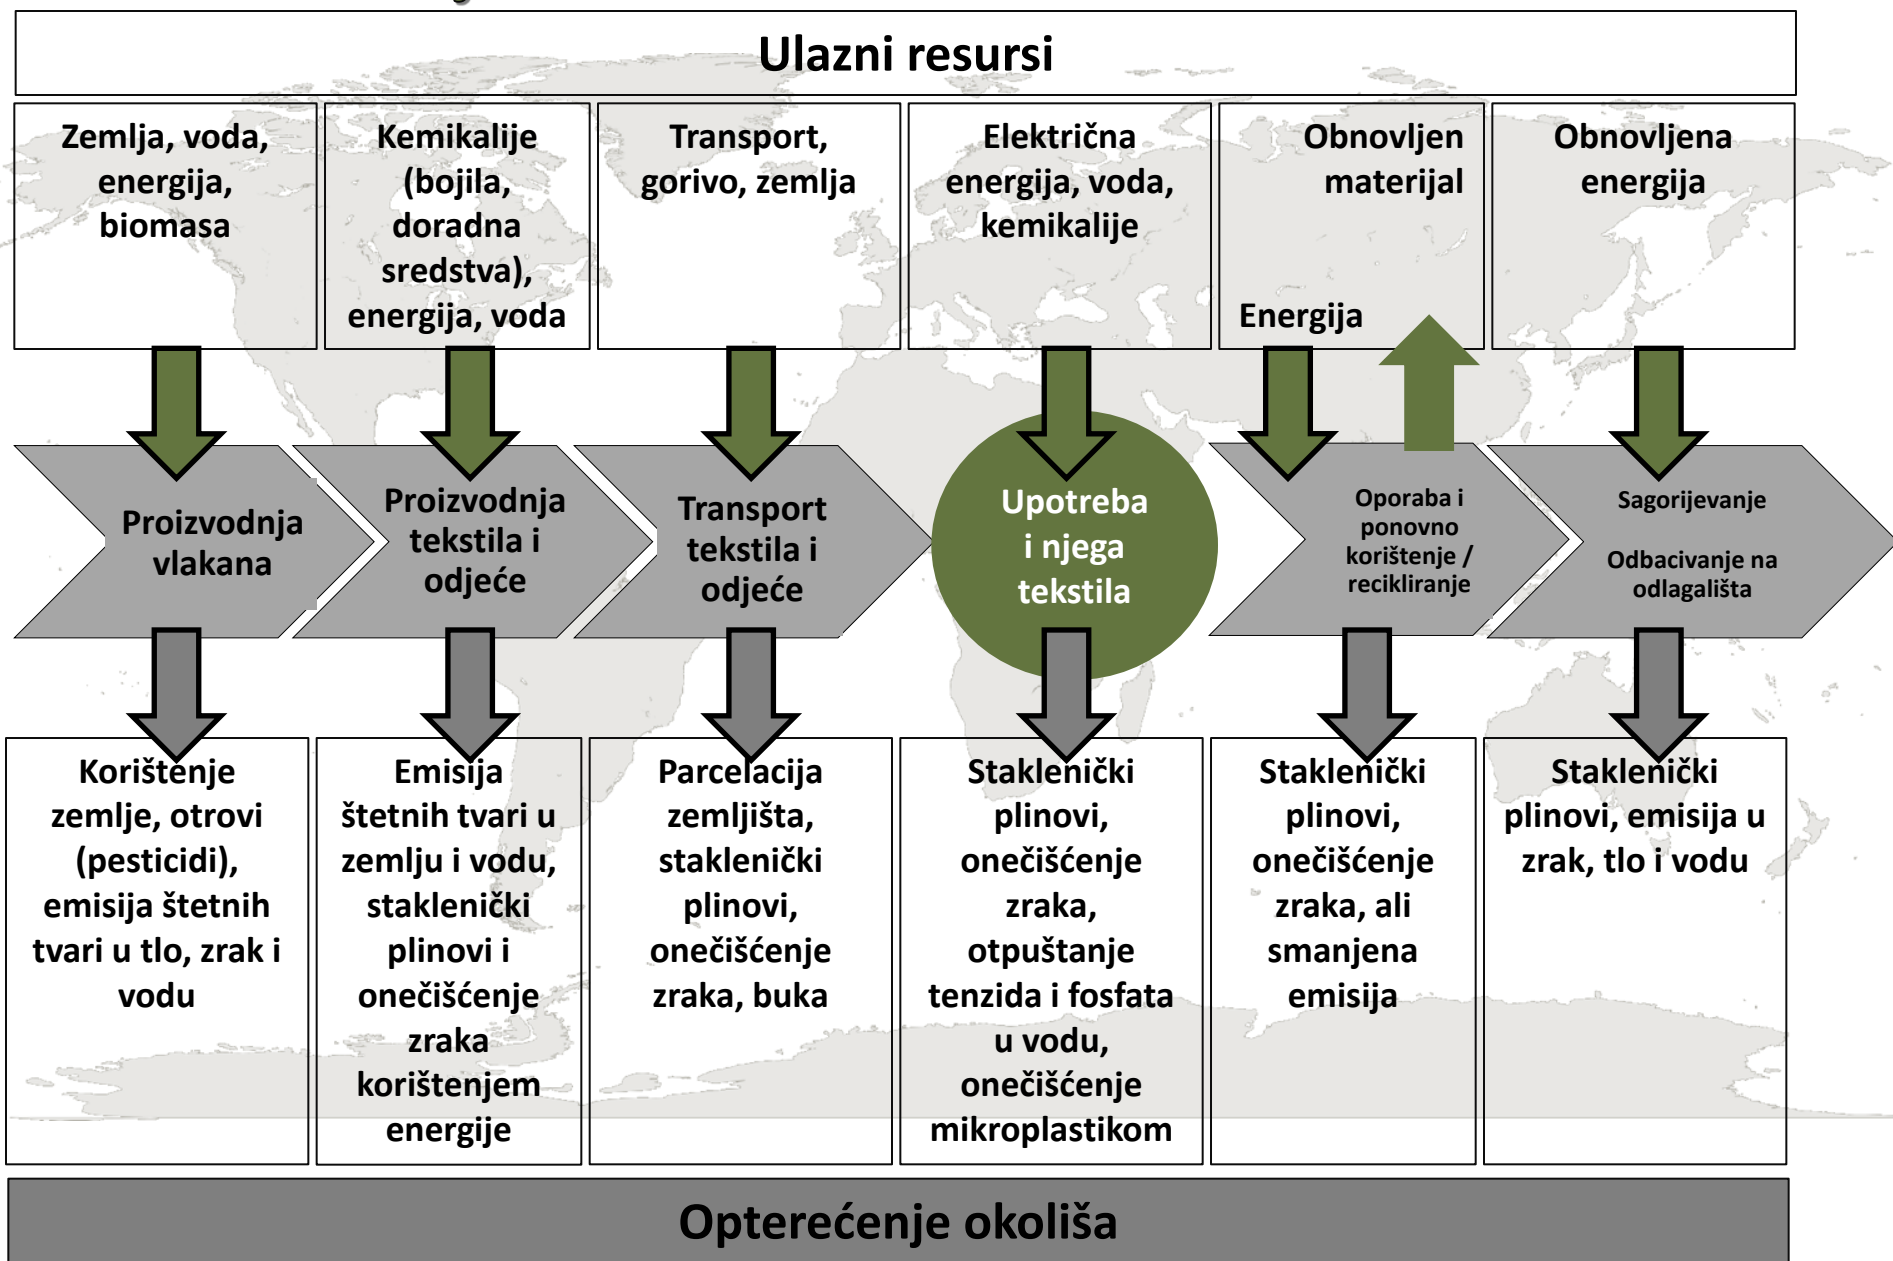 Ulazni resursi
Zemlja, voda,
energija,
biomasa
Kemikalije
(bojila,
doradna
sredstva),
energija, voda
Transport,
gorivo, zemlja
Električna
energija, voda,
kemikalije
Obnovljen
materijal
Energija
Obnovljena
energija
Proizvodnja
vlakana
Proizvodnja
tekstila i
odjeće
Transport
tekstila i
odjeće
Upotreba
i njega
tekstila
Oporaba i
ponovno
korištenje /
recikliranje
Sagorijevanje
Odbacivanje na
odlagališta
Korištenje
zemlje, otrovi
(pesticidi),
emisija štetnih
tvari u tlo, zrak i
vodu
Emisija
štetnih tvari u
zemlju i vodu,
staklenički
plinovi i
onečišćenje
zraka
korištenjem
energije
Parcelacija
zemljišta,
staklenički
plinovi,
onečišćenje
zraka, buka
Staklenički
plinovi,
onečišćenje
zraka,
otpuštanje
tenzida i fosfata
u vodu,
onečišćenje
mikroplastikom
Staklenički
plinovi,
onečišćenje
zraka, ali
smanjena
emisija
Staklenički
plinovi, emisija u
zrak, tlo i vodu
Opterećenje okoliša